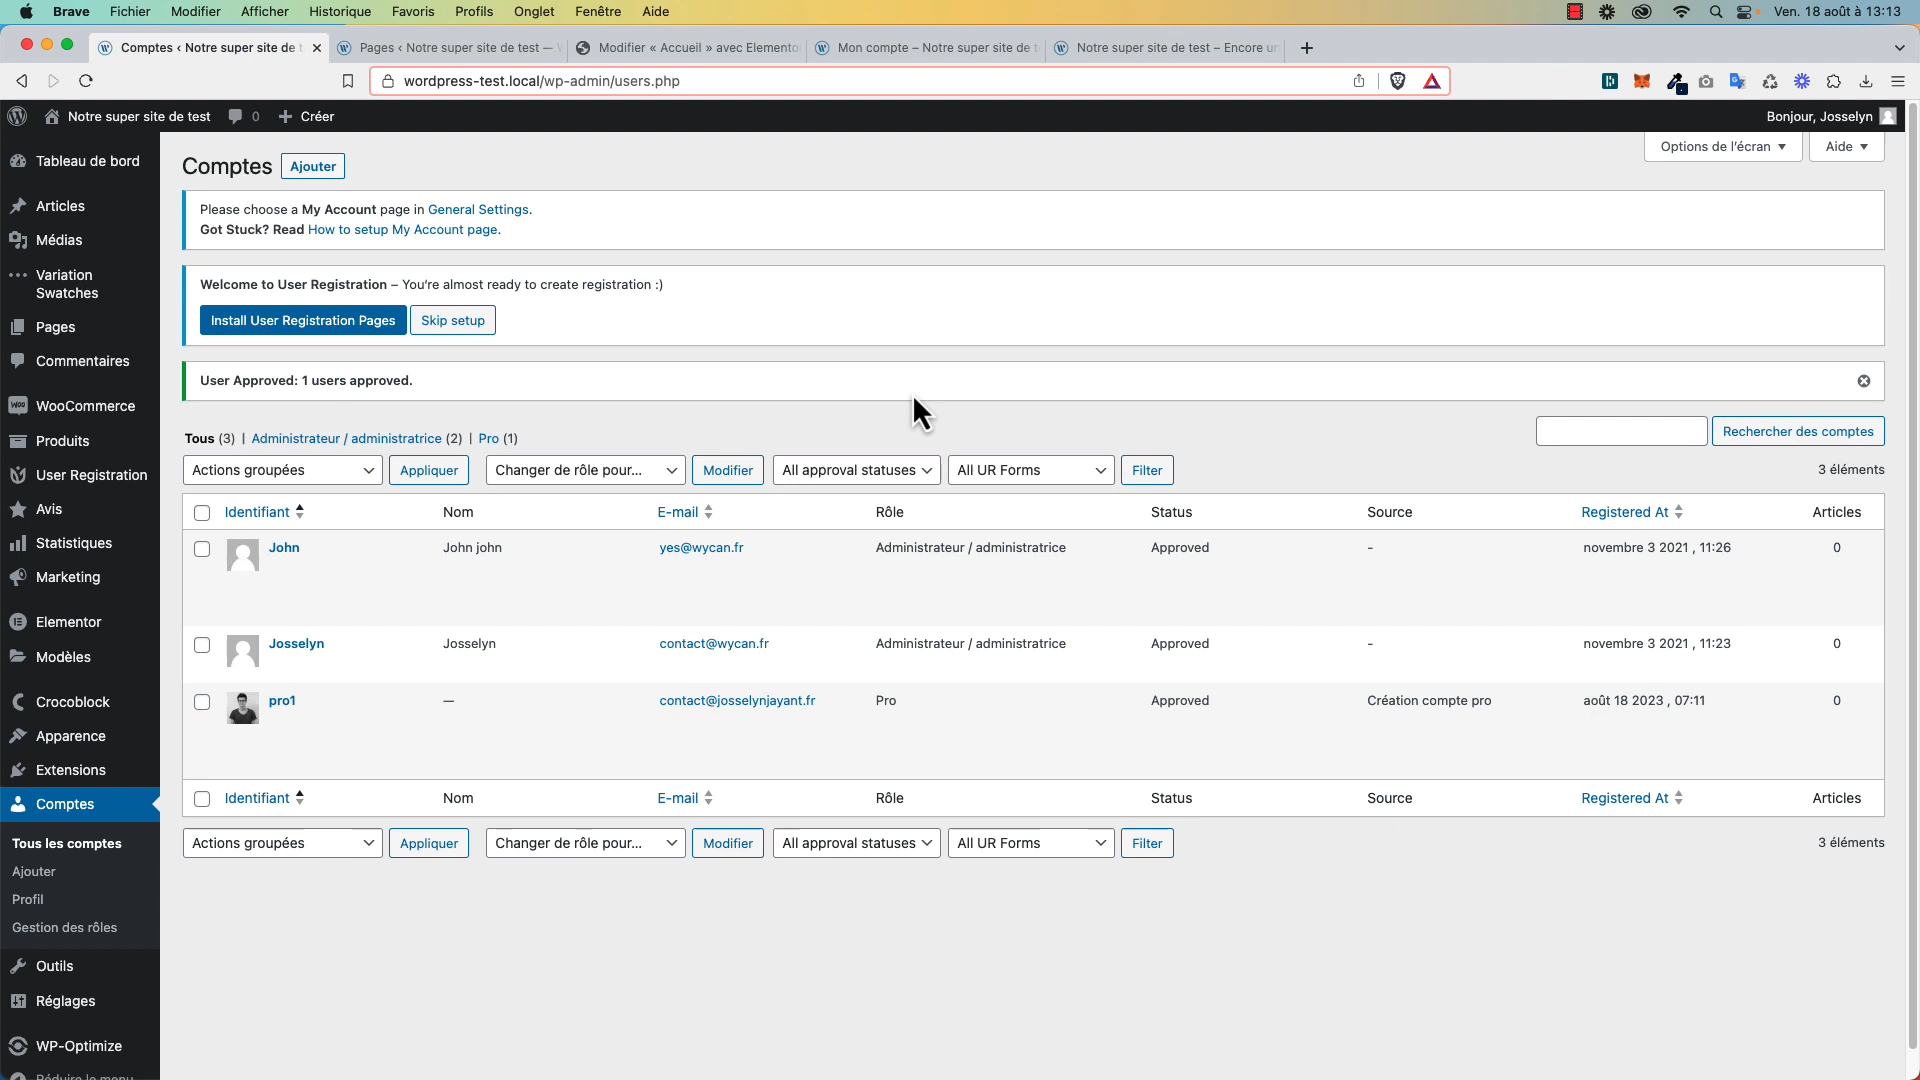 Brave Fichier Modifier Afficher Historique Favoris Profils Onglet Fenêtre Aide Ven. 18 août à 13:13
Comptes ‹ Notre super site de t Pages ‹ Notre super site de test — Modifier « Accueil » avec Elemento Mon compte – Notre super site de t Notre super site de test – Encore un
wordpress-test.local/wp-admin/users.php
Notre super site de test 0 Créer Bonjour, Josselyn
Tableau de bord
Articles
Médias
Variation
Swatches
Pages
Commentaires
WooCommerce
Produits
User Registration
Avis
Statistiques
Marketing
Elementor
Modèles
Crocoblock
Apparence
Extensions
Comptes
Tous les comptes
Ajouter
Profil
Gestion des rôles
Outils
Réglages
WP-Optimize
Réduire le menu
Options de l'écran Aide
Comptes Ajouter
Please choose a My Account page in General Settings.
Got Stuck? Read How to setup My Account page.
Welcome to User Registration – You're almost ready to create registration :)
Install User Registration Pages Skip setup
User Approved: 1 users approved.
Tous (3) | Administrateur / administratrice (2) | Pro (1) Rechercher des comptes
Actions groupées Appliquer Changer de rôle pour... Modifier All approval statuses All UR Forms Filter 3 éléments
Identifiant Nom E-mail Rôle Status Source Registered At Articles
John John john yes@wycan.fr Administrateur / administratrice Approved - novembre 3 2021 , 11:26 0
Josselyn Josselyn contact@wycan.fr Administrateur / administratrice Approved - novembre 3 2021 , 11:23 0
pro1 — contact@josselynjayant.fr Pro Approved Création compte pro août 18 2023 , 07:11 0
Identifiant Nom E-mail Rôle Status Source Registered At Articles
Actions groupées Appliquer Changer de rôle pour... Modifier All approval statuses All UR Forms Filter 3 éléments